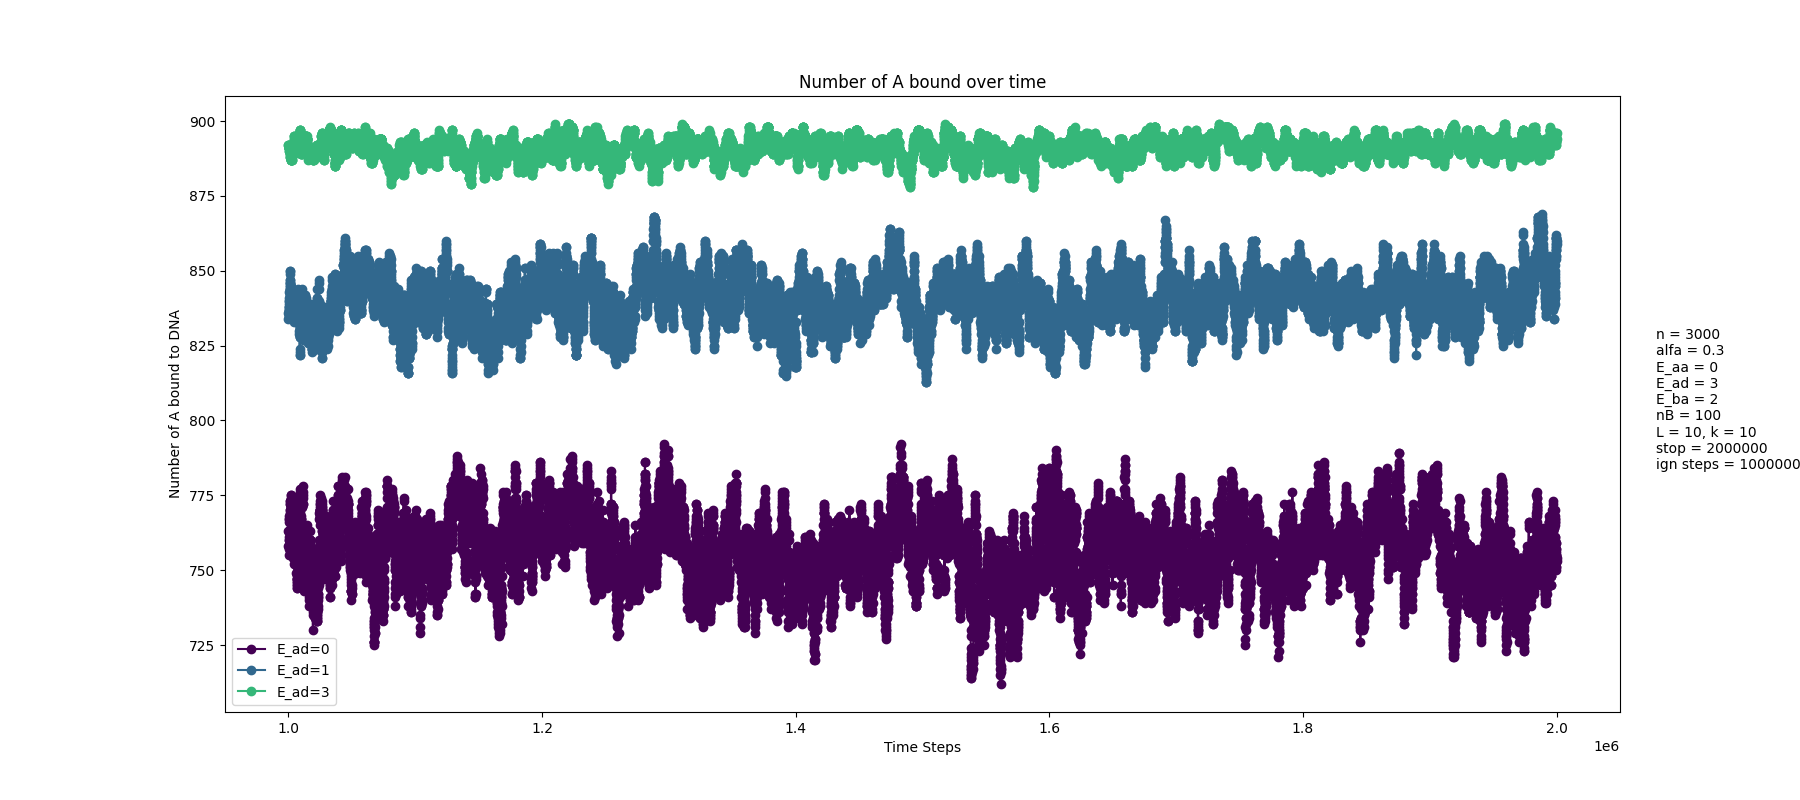 Number of A bound over time
Number of A bound to DNA
900
875
850
825
800
775
750
725
E_ad=0
E_ad=1
E_ad=3
1.0
1.2
1.4
1.6
1.8
2.0
1e6
Time Steps
n = 3000
alfa = 0.3
E_aa = 0
E_ad = 3
E_ba = 2
nB = 100
L = 10, k = 10
stop = 2000000
ign steps = 1000000